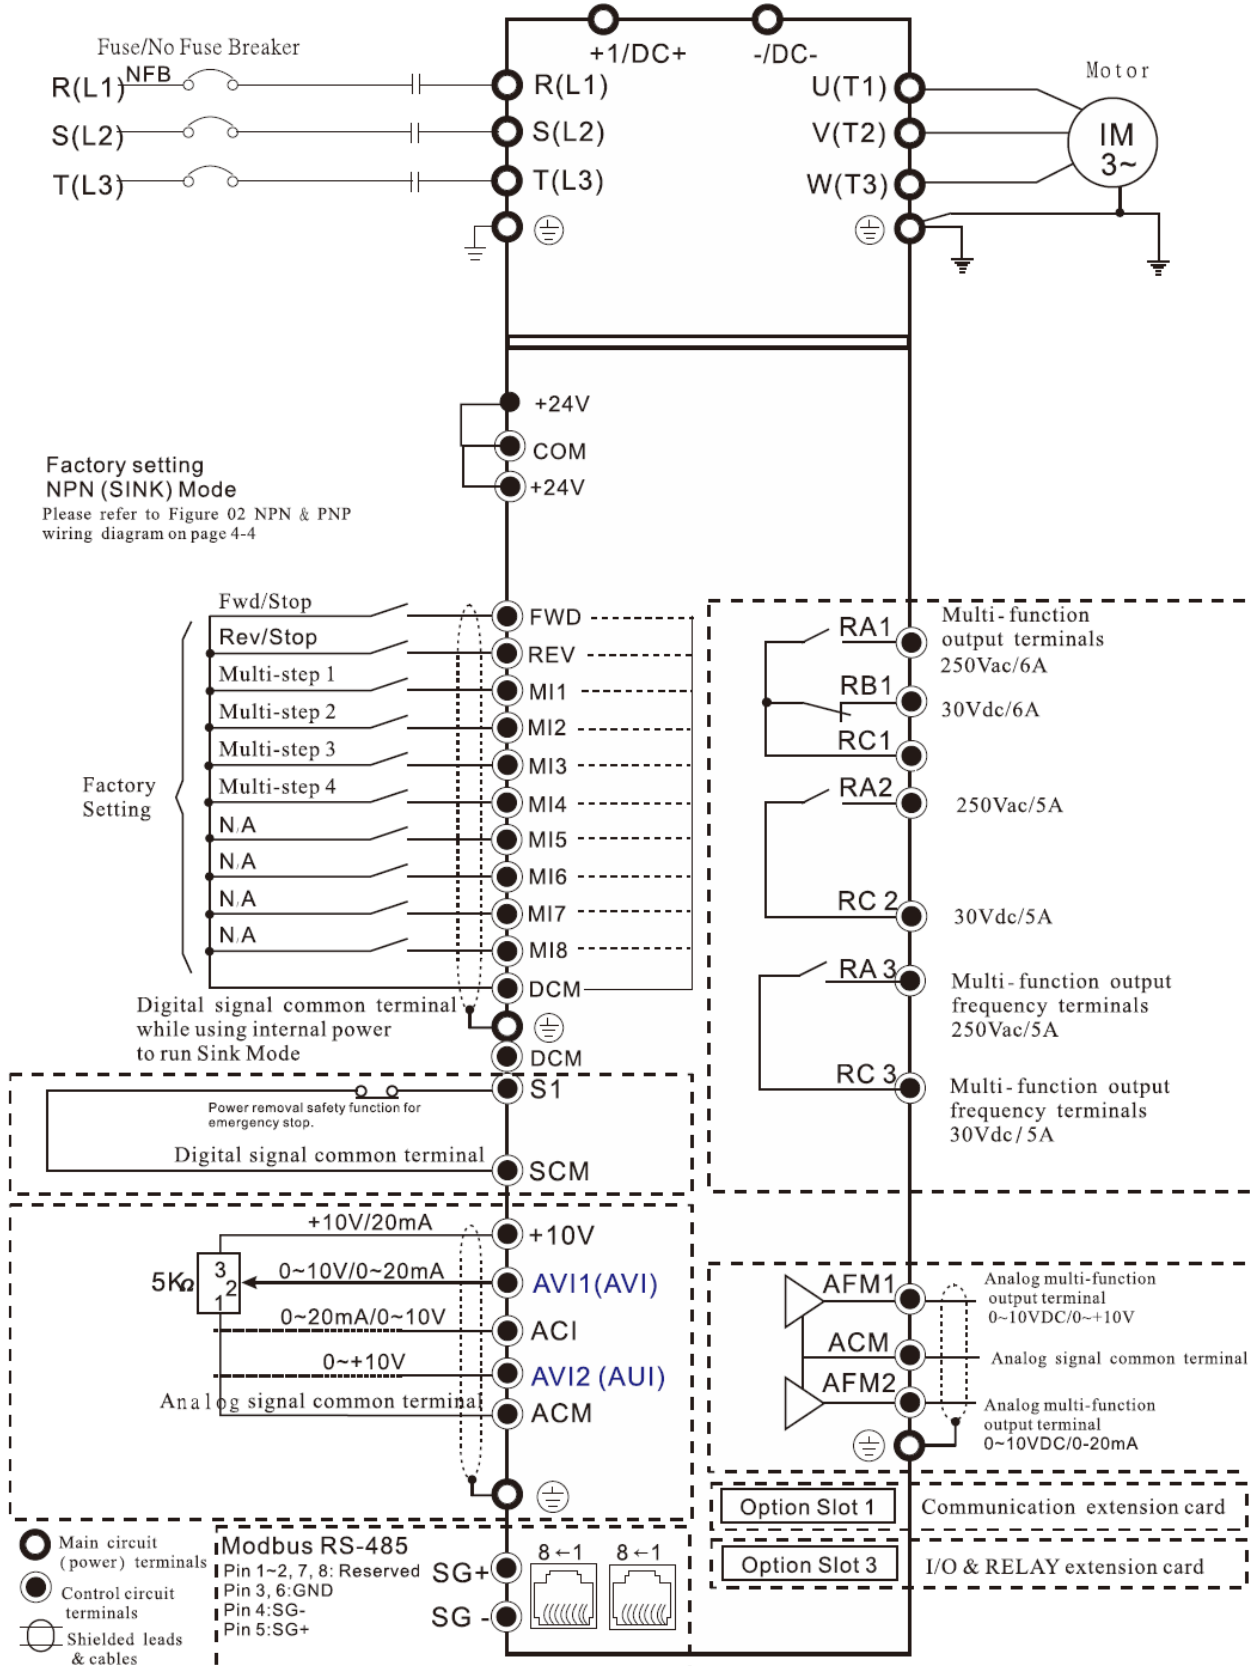 +1/DC+
-/DC-
Fuse/No Fuse Breaker
NFB
R(L1)
S(L2)
T(L3)
R(L1)
S(L2)
T(L3)
U(T1)
V(T2)
W(T3)
Motor
IM
3~
+24V
COM
+24V
Factory setting
NPN (SINK) Mode
Please refer to Figure 02 NPN & PNP
wiring diagram on page 4-4
Factory
Setting
Fwd/Stop
FWD
Rev/Stop
REV
Multi-step 1
MI1
Multi-step 2
MI2
Multi-step 3
MI3
Multi-step 4
MI4
N/A
MI5
N/A
MI6
N/A
MI7
N/A
MI8
DCM
Digital signal common terminal
while using internal power
to run Sink Mode
DCM
S1
Power removal safety function for
emergency stop.
Digital signal common terminal
SCM
+10V/20mA
+10V
5KΩ
3
2
1
0~10V/0~20mA
AVI1(AVI)
0~20mA/0~10V
ACI
0~+10V
AVI2 (AUI)
Analog signal common terminal
ACM
RA1
Multi-function
output terminals
250Vac/6A
RB1
30Vdc/6A
RC1
RA2
250Vac/5A
RC 2
30Vdc/5A
RA 3
Multi-function output
frequency terminals
250Vac/5A
RC 3
Multi-function output
frequency terminals
30Vdc/5A
AFM1
Analog multi-function
output terminal
0~10VDC/0~+10V
ACM
Analog signal common terminal
AFM2
Analog multi-function
output terminal
0~10VDC/0-20mA
Option Slot 1
Communication extension card
Option Slot 3
I/O & RELAY extension card
Main circuit
(power) terminals
Control circuit
terminals
Shielded leads
& cables
Modbus RS-485
Pin 1~2, 7, 8: Reserved
Pin 3, 6:GND
Pin 4:SG-
Pin 5:SG+
SG+
SG -
8←1
8←1